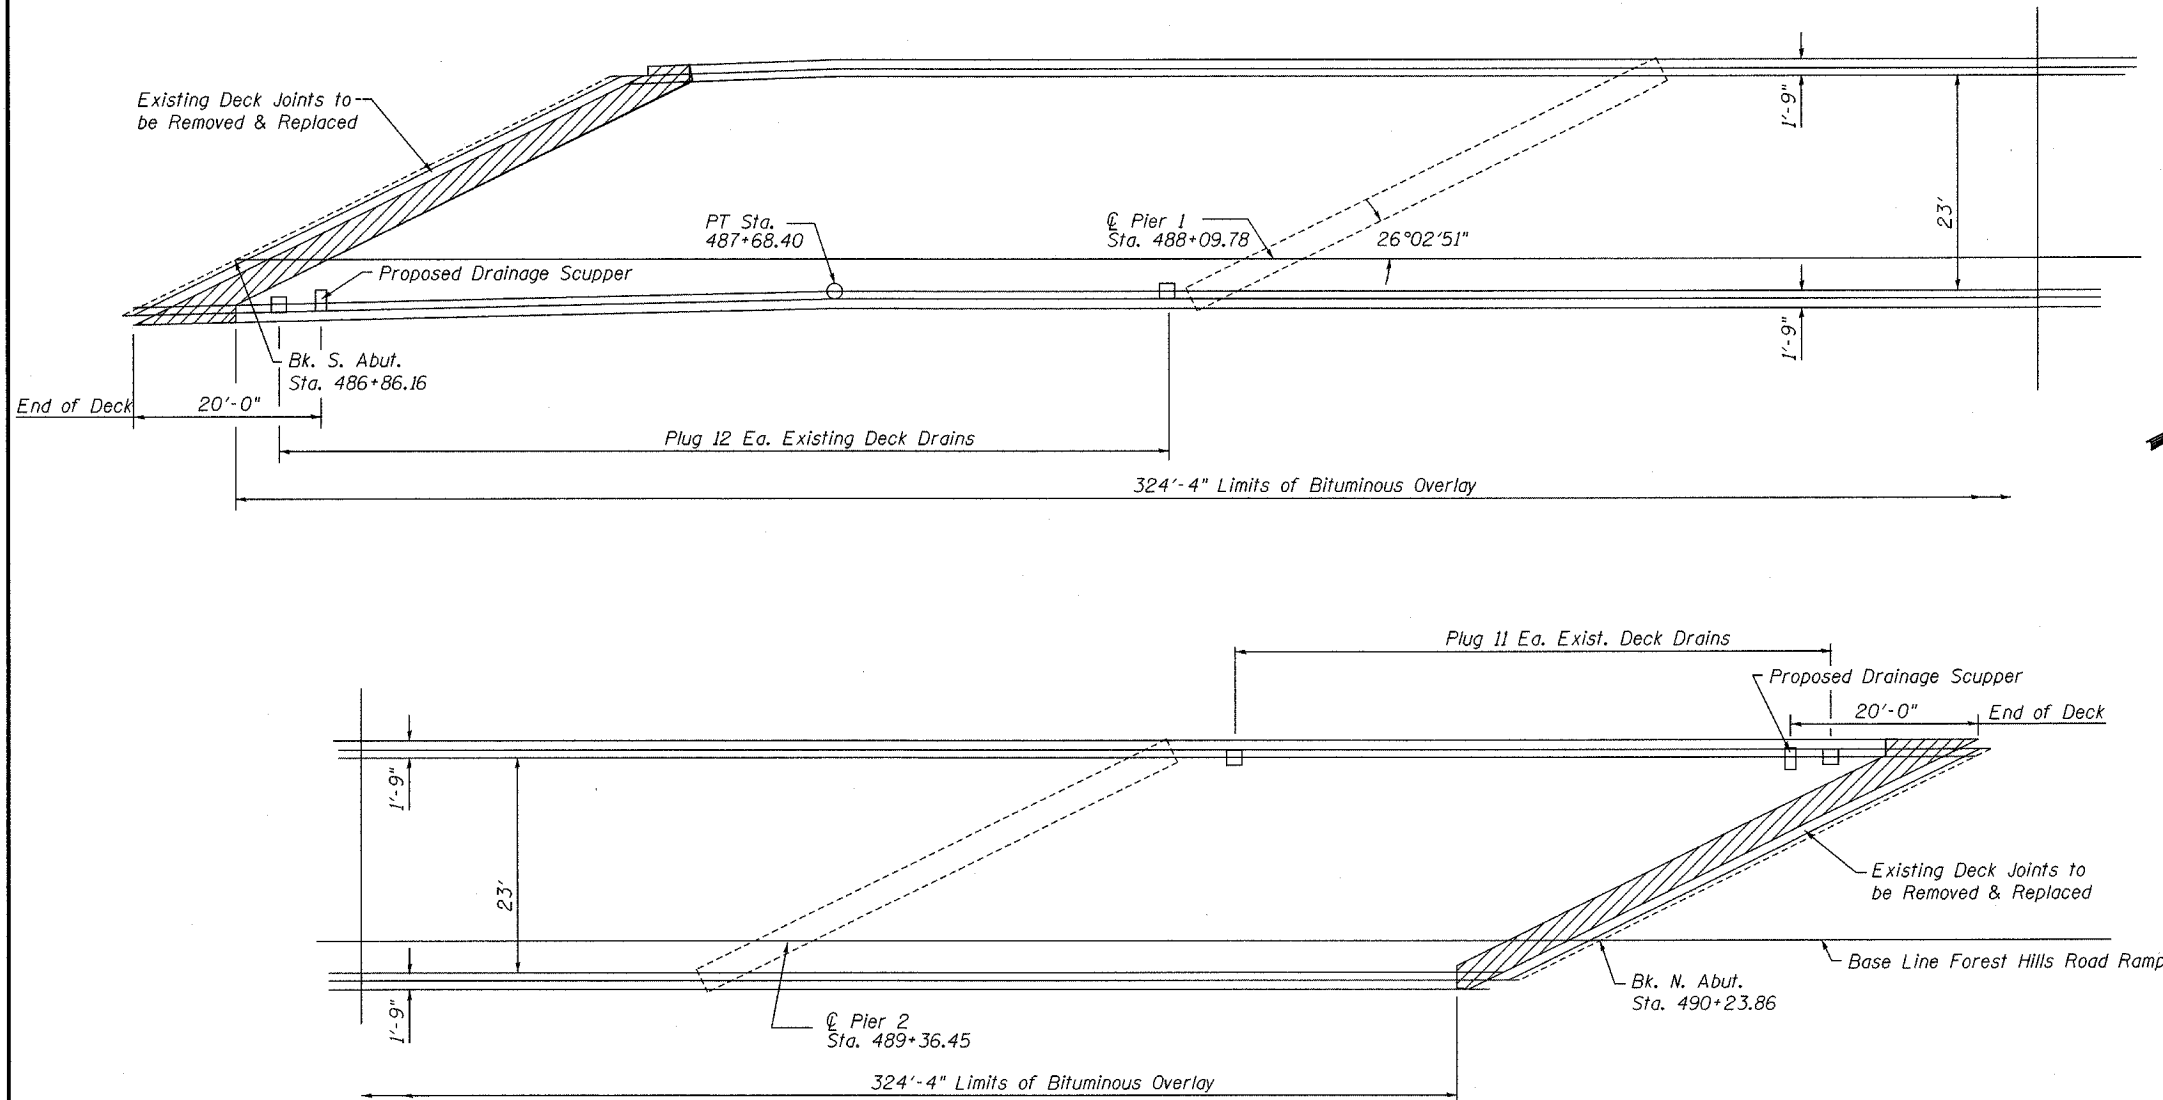 Existing Deck Joints to
be Removed & Replaced
1'-9"
23'
PT Sta.
487+68.40
℄ Pier 1
Sta. 488+09.78
26°02'51"
Proposed Drainage Scupper
1'-9"
Bk. S. Abut.
Sta. 486+86.16
End of Deck
20'-0"
Plug 12 Ea. Existing Deck Drains
324'-4" Limits of Bituminous Overlay
Plug 11 Ea. Exist. Deck Drains
Proposed Drainage Scupper
20'-0"
End of Deck
1'-9"
23'
Existing Deck Joints to
be Removed & Replaced
Base Line Forest Hills Road Ramp
Bk. N. Abut.
Sta. 490+23.86
1'-9"
℄ Pier 2
Sta. 489+36.45
324'-4" Limits of Bituminous Overlay